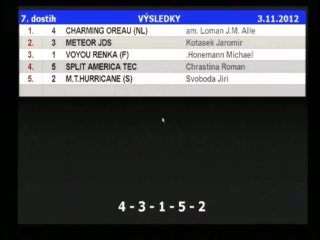 7. dostih VÝSLEDKY 3.11.2012
1. 4 CHARMING OREAU (NL) am. Loman J.M. Alle
2. 3 METEOR JDS Kotasek Jaromir
3. 1 VOYOU RENKA (F) .Honemann Michael
4. 5 SPLIT AMERICA TEC Chrastina Roman
5. 2 M.T.HURRICANE (S) Svoboda Jiri
4 - 3 - 1 - 5 - 2